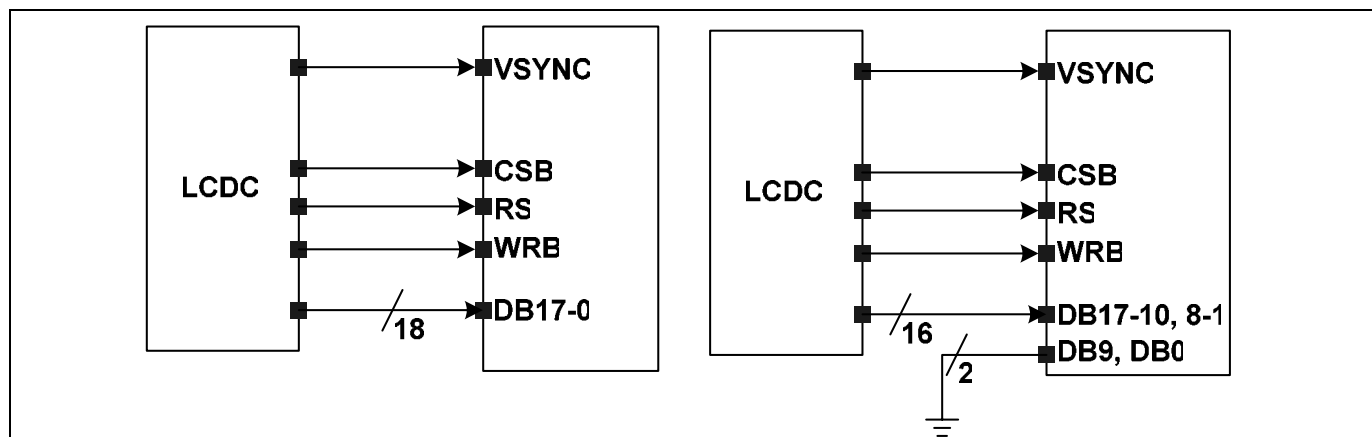 LCDC
VSYNC
CSB
RS
WRB
DB17-0
18
LCDC
VSYNC
CSB
RS
WRB
DB17-10, 8-1
16
DB9, DB0
2